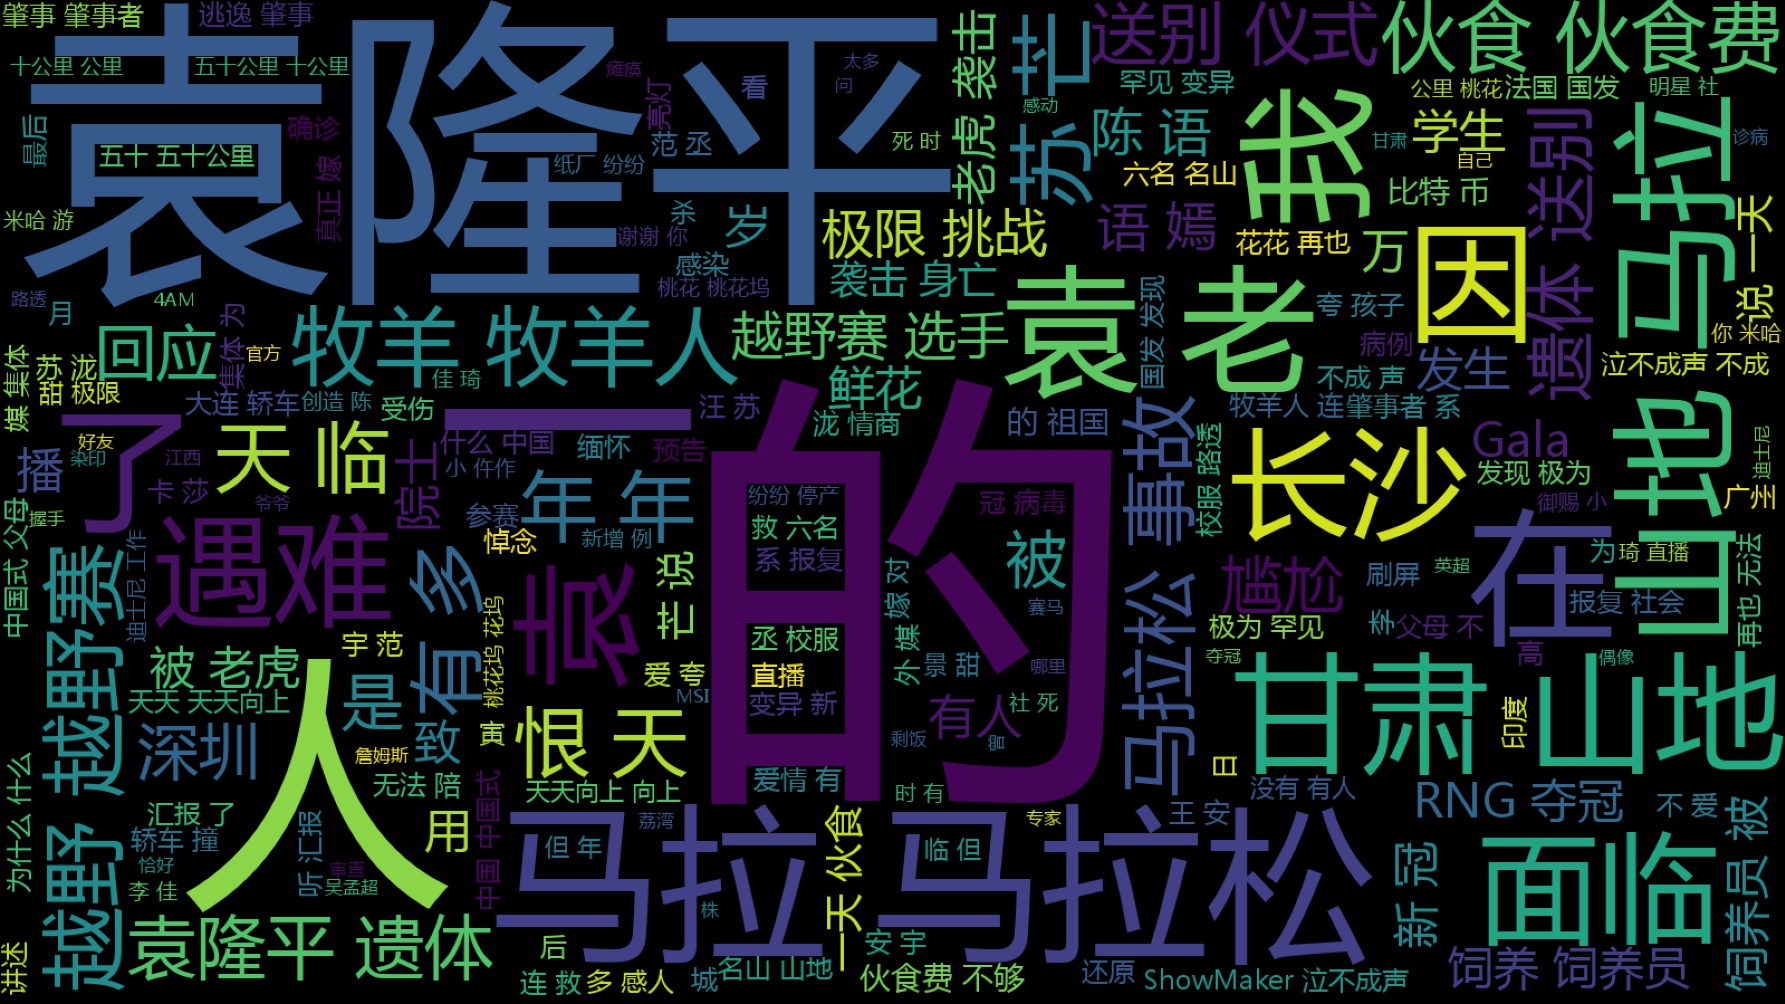 肇事 肇事者
逃逸 肇事
袁隆平
送别 仪式
伙食 伙食费
十公里 公里
五十公里 十公里
瘫痪
太多
看
问
亮灯
老虎 袭击
苏 芒
感动
罕见 变异
公里 桃花
法国 国发
明星 社
最后
确诊
五十 五十公里
真正 嫁
纸厂 纷纷
范 丞
死 时
陈 语
六名 名山
我
甘肃
学生
自己
比特 币
遗体 送别
马拉
诊病
米哈 游
杀
岁
谢谢 你
感染
桃花 桃花坞
极限 挑战
语 嫣
花花 再也
万
因
说 一天
路透
月
4AM
袭击 身亡
袁 老
国发 发现
夸 孩子
病例
你 米哈
回应
集体 为
官方
牧羊 牧羊人
佳 琦
越野赛 选手
鲜花
不成 声
发生
泣不成声 不成
媒 集体
苏 泷
甜 极限
大连 轿车
创造 陈
受伤
一
汪 苏
泷 情商
的 祖国
事故
牧羊人 连
肇事者 系
山地
了
好友
染印
江西
播
卡 莎
爷爷
天 临
院士
什么 中国
小 仵作
缅怀
预告
的
校服 路透
长沙
Gala
发现 极为
迪士尼
广州
御赐 小
握手
中国式 父母
参赛
年 年
悼念
新增 例
纷纷 停产
冠 病毒
救 六名
系 报复
被
在
为
琦 直播
再也 无法
越野 越野赛
迪士尼 工作
遇难
有 多
桃花坞 花坞
哀
芒 说
嫁 对
外 媒
赛马
马拉松
尴尬
刷屏
英超
报复 社会
丞 校服
直播
变异 新
景 甜
哪里
社 死
极为 罕见
父母 不
高
夺冠
偶像
宇 范
被 老虎
天天 天天向上
人
是
致
寅
爱 夸
MSI
恨 天
有人
剩饭
甘肃 山地
印度
深圳
詹姆斯
无法 陪
天天向上 向上
爱情 有
时 有
日
没有 有人
RNG 夺冠
不 爱
为什么 什么
汇报 了
轿车 撞
恰好
李 佳
听 汇报
审查
吴孟超
用
中国 中国式
马拉 马拉松
但 年
荔湾
一天 伙食
临 但
专家
王 安
新 冠
面临
饲养员 被
讲述
袁隆平 遗体
后
连 救
多 感人
株
城
名山 山地
安 宇
伙食费 不够
还原
ShowMaker 泣不成声
饲养 饲养员